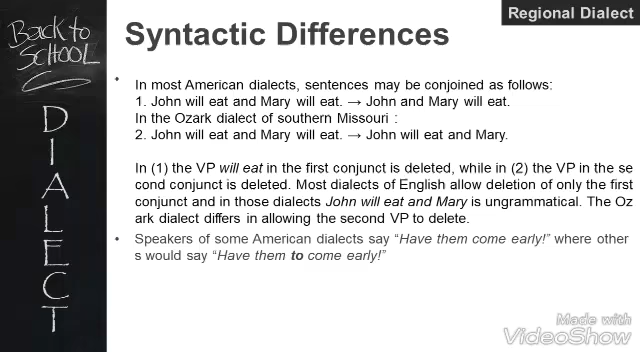 Regional Dialect
Back to
SCHOOL
DIALECT
Syntactic Differences
• In most American dialects, sentences may be conjoined as follows:
1. John will eat and Mary will eat. → John and Mary will eat.
In the Ozark dialect of southern Missouri :
2. John will eat and Mary will eat. → John will eat and Mary.
In (1) the VP will eat in the first conjunct is deleted, while in (2) the VP in the se
cond conjunct is deleted. Most dialects of English allow deletion of only the first
conjunct and in those dialects John will eat and Mary is ungrammatical. The Oz
ark dialect differs in allowing the second VP to delete.
• Speakers of some American dialects say “Have them come early!” where other
s would say “Have them to come early!”
Made with
VideoShow